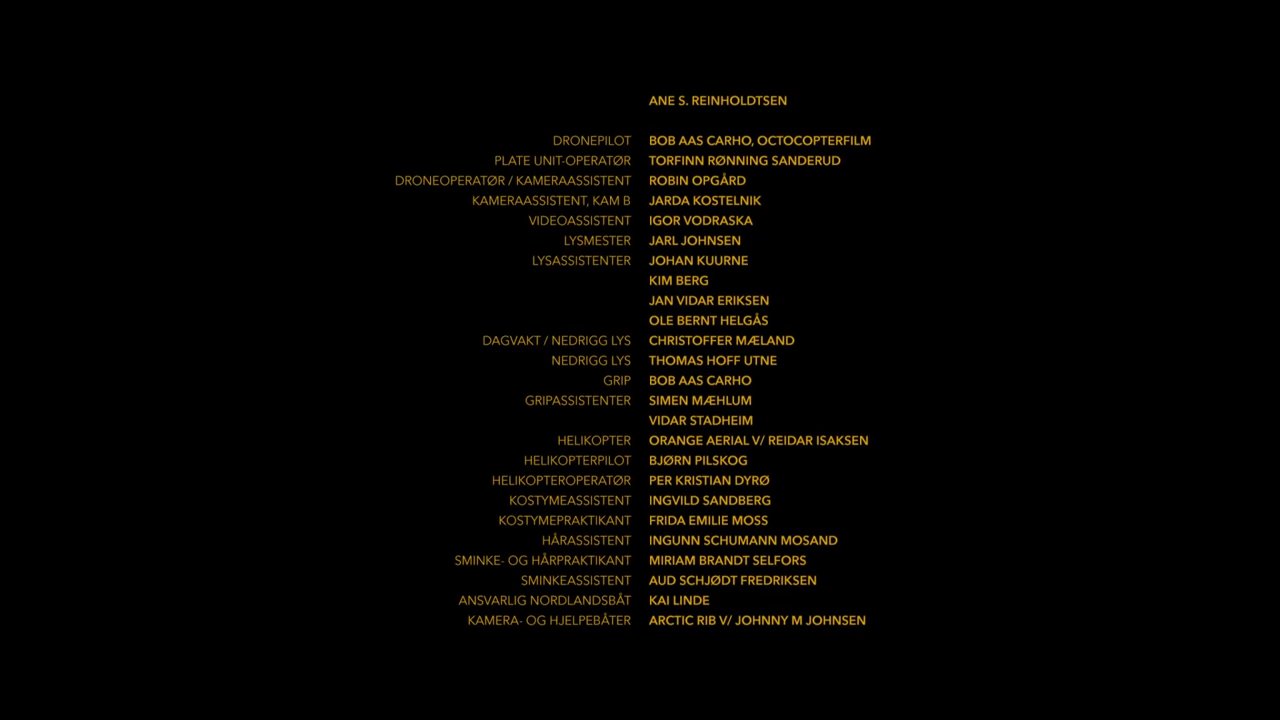 ANE S. REINHOLDTSEN
DRONEPILOT BOB AAS CARHO, OCTOCOPTERFILM
PLATE UNIT-OPERATØR TORFINN RØNNING SANDERUD
DRONEOPERATØR / KAMERAASSISTENT ROBIN OPGÅRD
KAMERAASSISTENT, KAM B JARDA KOSTELNIK
VIDEOASSISTENT IGOR VODRASKA
LYSMESTER JARL JOHNSEN
LYSASSISTENTER JOHAN KUURNE
KIM BERG
JAN VIDAR ERIKSEN
OLE BERNT HELGÅS
DAGVAKT / NEDRIGG LYS CHRISTOFFER MÆLAND
NEDRIGG LYS THOMAS HOFF UTNE
GRIP BOB AAS CARHO
GRIPASSISTENTER SIMEN MÆHLUM
VIDAR STADHEIM
HELIKOPTER ORANGE AERIAL V/ REIDAR ISAKSEN
HELIKOPTERPILOT BJØRN PILSKOG
HELIKOPTEROPERATØR PER KRISTIAN DYRØ
KOSTYMEASSISTENT INGVILD SANDBERG
KOSTYMEPRAKTIKANT FRIDA EMILIE MOSS
HÅRASSISTENT INGUNN SCHUMANN MOSAND
SMINKE- OG HÅRPRAKTIKANT MIRIAM BRANDT SELFORS
SMINKEASSISTENT AUD SCHJØDT FREDRIKSEN
ANSVARLIG NORDLANDSBÅT KAI LINDE
KAMERA- OG HJELPEBÅTER ARCTIC RIB V/ JOHNNY M JOHNSEN